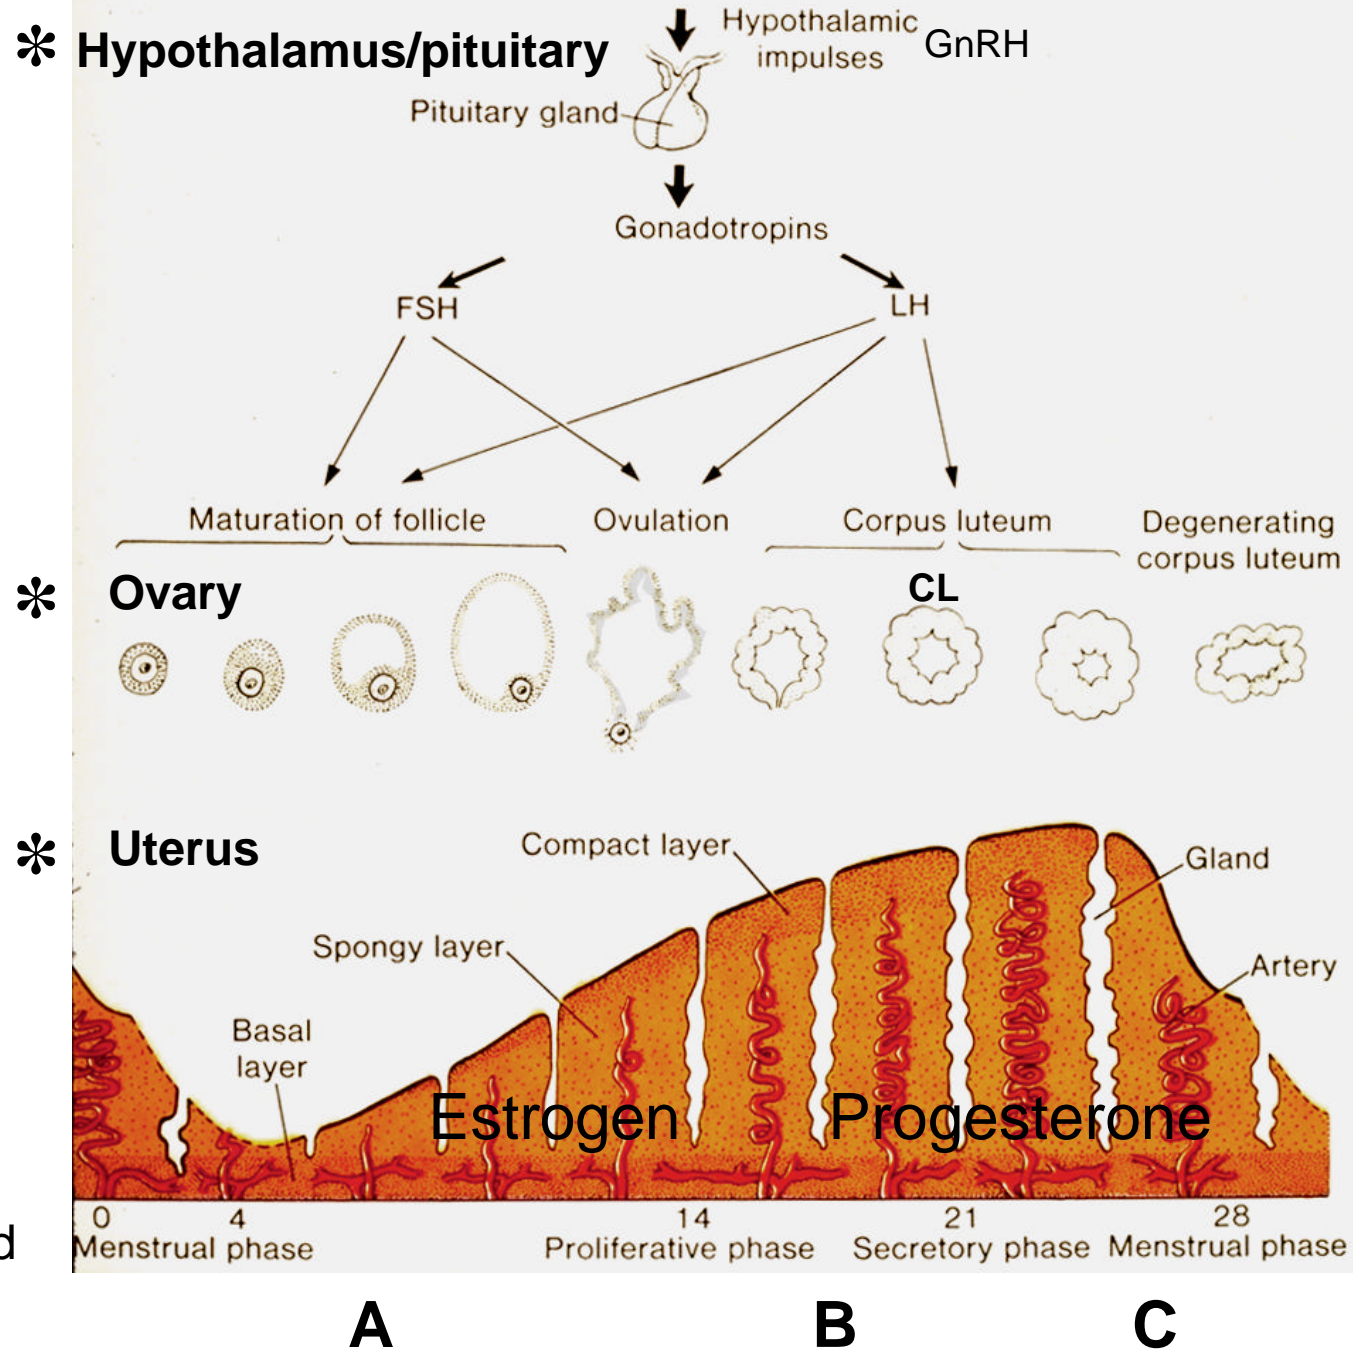 * Hypothalamus/pituitary
Hypothalamic
impulses
GnRH
Pituitary gland
Gonadotropins
FSH
LH
Maturation of follicle
Ovulation
Corpus luteum
Degenerating
corpus luteum
* Ovary
CL
* Uterus
Compact layer
Gland
Spongy layer
Artery
Basal
layer
Estrogen
Progesterone
0 4 14 21 28
d
Menstrual phase Proliferative phase Secretory phase Menstrual phase
A B C